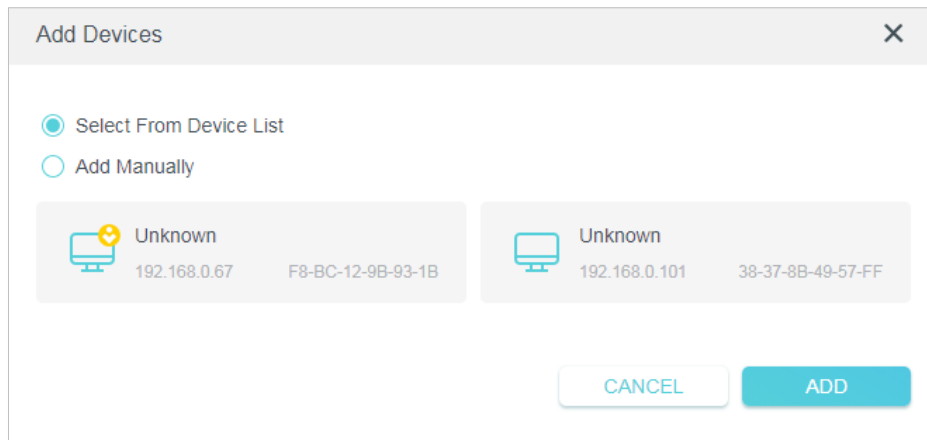 Add Devices
Select From Device List
Add Manually
Unknown
192.168.0.67 F8-BC-12-9B-93-1B
Unknown
192.168.0.101 38-37-8B-49-57-FF
CANCEL ADD